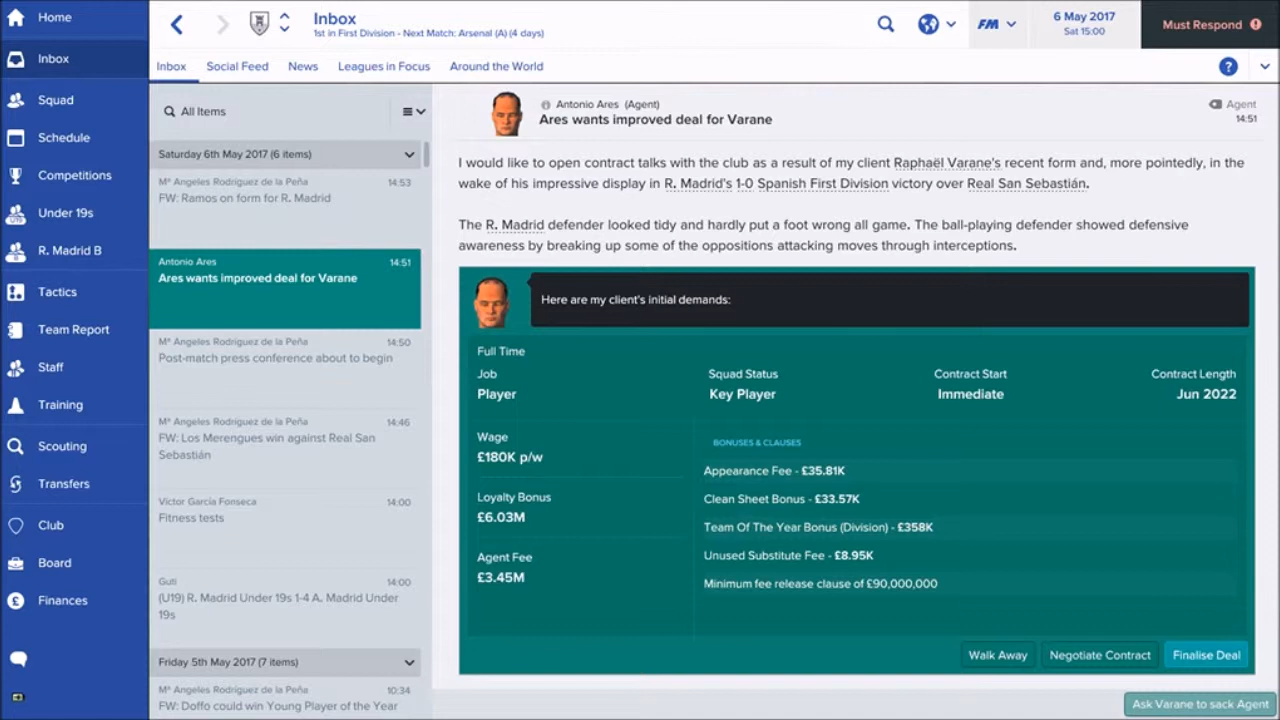 Home
Inbox
Squad
Schedule
Competitions
Under 19s
R. Madrid B
Tactics
Team Report
Staff
Training
Scouting
Transfers
Club
Board
Finances
Inbox
1st in First Division - Next Match: Arsenal (A) (4 days)
FM
6 May 2017
Sat 15:00
Must Respond
Inbox
Social Feed
News
Leagues in Focus
Around the World
?
All Items
Saturday 6th May 2017 (6 items)
Mª Angeles Rodríguez de la Peña 14:53
FW: Ramos on form for R. Madrid
Antonio Ares 14:51
Ares wants improved deal for Varane
Mª Angeles Rodríguez de la Peña 14:50
Post-match press conference about to begin
Mª Angeles Rodríguez de la Peña 14:46
FW: Los Merengues win against Real San
Sebastián
Víctor García Fonseca 14:00
Fitness tests
Guti 14:00
(U19) R. Madrid Under 19s 1-4 A. Madrid Under
19s
Friday 5th May 2017 (7 items)
Mª Angeles Rodríguez de la Peña 10:34
FW: Doffo could win Young Player of the Year
Antonio Ares (Agent)
Ares wants improved deal for Varane
Agent
14:51
I would like to open contract talks with the club as a result of my client Raphaël Varane's recent form and, more pointedly, in the
wake of his impressive display in R. Madrid's 1-0 Spanish First Division victory over Real San Sebastián.
The R. Madrid defender looked tidy and hardly put a foot wrong all game. The ball-playing defender showed defensive
awareness by breaking up some of the oppositions attacking moves through interceptions.
Here are my client's initial demands:
Full Time
Job Squad Status Contract Start Contract Length
Player Key Player Immediate Jun 2022
Wage
£180K p/w
Loyalty Bonus
£6.03M
Agent Fee
£3.45M
BONUSES & CLAUSES
Appearance Fee - £35.81K
Clean Sheet Bonus - £33.57K
Team Of The Year Bonus (Division) - £358K
Unused Substitute Fee - £8.95K
Minimum fee release clause of £90,000,000
Walk Away
Negotiate Contract
Finalise Deal
Ask Varane to sack Agent